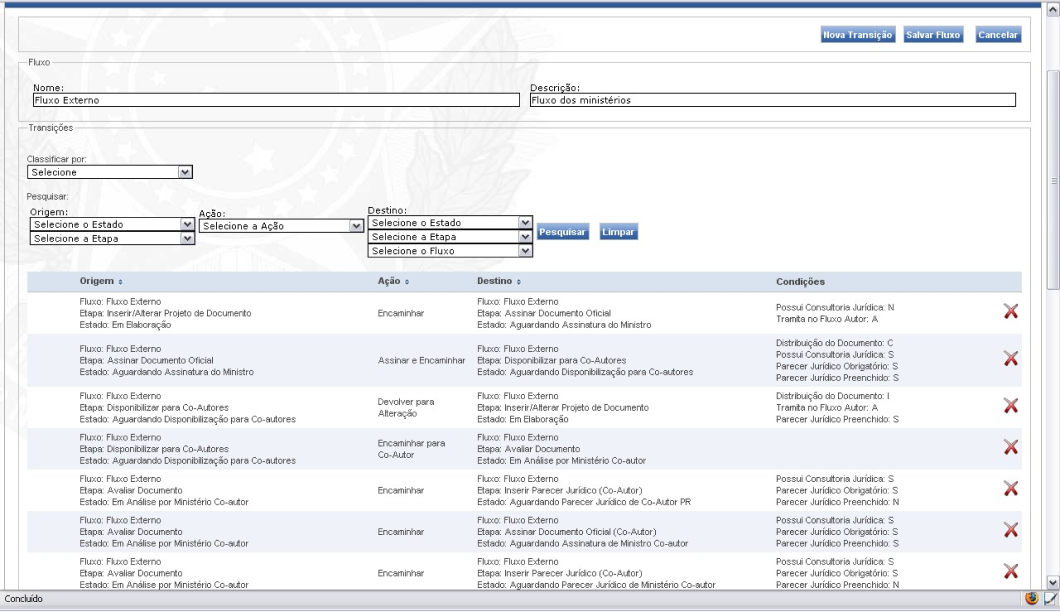 Nova Transição Salvar Fluxo Cancelar
Fluxo
Nome: Descrição:
Fluxo Externo Fluxo dos ministérios
Transições
Classificar por:
Selecione
Pesquisar:
Origem: Ação: Destino:
Selecione o Estado Selecione a Ação Selecione o Estado
Selecione a Etapa Selecione a Etapa Pesquisar Limpar
Selecione o Fluxo
Origem Ação Destino Condições
Fluxo: Fluxo Externo
Etapa: Inserir/Alterar Projeto de Documento
Estado: Em Elaboração
Encaminhar
Fluxo: Fluxo Externo
Etapa: Assinar Documento Oficial
Estado: Aguardando Assinatura do Ministro
Possui Consultoria Jurídica: N
Tramita no Fluxo Autor: A
Fluxo: Fluxo Externo
Etapa: Assinar Documento Oficial
Estado: Aguardando Assinatura do Ministro
Assinar e Encaminhar
Fluxo: Fluxo Externo
Etapa: Disponibilizar para Co-Autores
Estado: Aguardando Disponibilização para Co-autores
Distribuição do Documento: C
Possui Consultoria Jurídica: S
Parecer Jurídico Obrigatório: S
Parecer Jurídico Preenchido: S
Fluxo: Fluxo Externo
Etapa: Disponibilizar para Co-Autores
Estado: Aguardando Disponibilização para Co-autores
Devolver para
Alteração
Fluxo: Fluxo Externo
Etapa: Inserir/Alterar Projeto de Documento
Estado: Em Elaboração
Distribuição do Documento: I
Tramita no Fluxo Autor: A
Parecer Jurídico Preenchido: S
Fluxo: Fluxo Externo
Etapa: Disponibilizar para Co-Autores
Estado: Aguardando Disponibilização para Co-autores
Encaminhar para
Co-Autor
Fluxo: Fluxo Externo
Etapa: Avaliar Documento
Estado: Em Análise por Ministério Co-autor
Fluxo: Fluxo Externo
Etapa: Avaliar Documento
Estado: Em Análise por Ministério Co-autor
Encaminhar
Fluxo: Fluxo Externo
Etapa: Inserir Parecer Jurídico (Co-Autor)
Estado: Aguardando Parecer Jurídico de Co-Autor PR
Possui Consultoria Jurídica: S
Parecer Jurídico Obrigatório: S
Parecer Jurídico Preenchido: N
Fluxo: Fluxo Externo
Etapa: Avaliar Documento
Estado: Em Análise por Ministério Co-autor
Encaminhar
Fluxo: Fluxo Externo
Etapa: Assinar Documento Oficial (Co-Autor)
Estado: Aguardando Assinatura de Ministro Co-autor
Possui Consultoria Jurídica: S
Parecer Jurídico Obrigatório: S
Parecer Jurídico Preenchido: S
Fluxo: Fluxo Externo
Etapa: Avaliar Documento
Estado: Em Análise por Ministério Co-autor
Encaminhar
Fluxo: Fluxo Externo
Etapa: Inserir Parecer Jurídico (Co-Autor)
Estado: Aguardando Parecer Jurídico de Ministério Co-autor
Possui Consultoria Jurídica: S
Parecer Jurídico Obrigatório: S
Parecer Jurídico Preenchido: N
Concluído